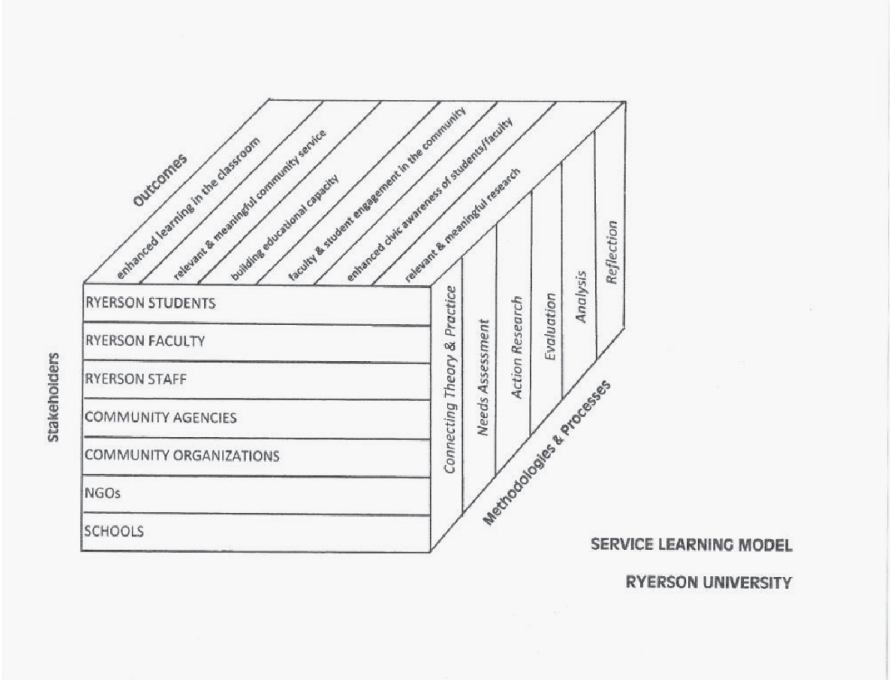 Outcomes
enhanced learning in the classroom
relevant & meaningful community service
building educational capacity
faculty & student engagement in the community
enhanced civic awareness of students/faculty
relevant & meaningful research
Stakeholders
RYERSON STUDENTS
RYERSON FACULTY
RYERSON STAFF
COMMUNITY AGENCIES
COMMUNITY ORGANIZATIONS
NGOs
SCHOOLS
Connecting Theory & Practice
Needs Assessment
Action Research
Evaluation
Analysis
Reflection
Methodologies & Processes
SERVICE LEARNING MODEL
RYERSON UNIVERSITY